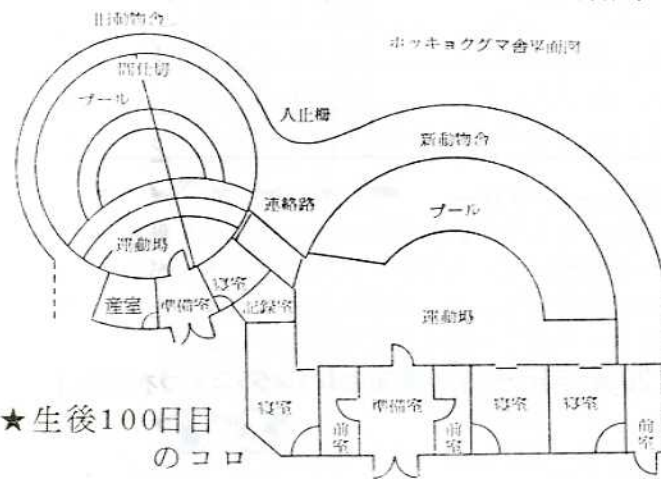 旧動物舎
ホッキョクグマ舎平面図
間仕切
プール
人止柵
新動物舎
連絡路
プール
運動場
寝室
産室
準備室
記録室
運動場
寝室
前室
準備室
前室
寝室
寝室
前室
★生後100日目
のコロ